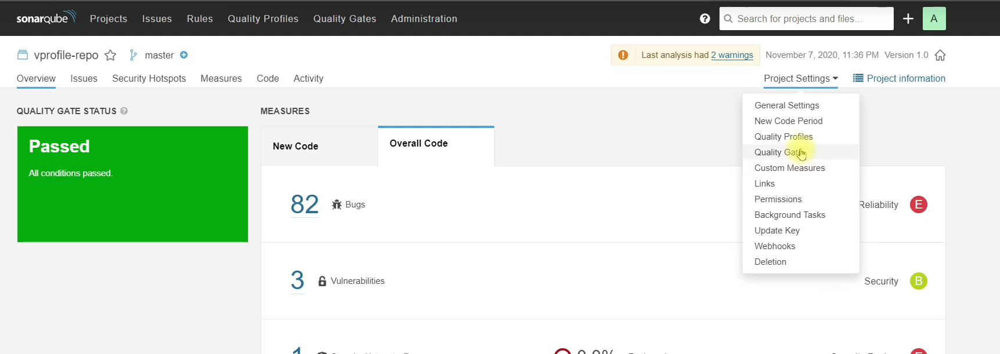 sonarqube Projects Issues Rules Quality Profiles Quality Gates Administration ? Search for projects and files... A
vprofile-repo master Last analysis had 2 warnings November 7, 2020, 11:36 PM Version 1.0
Overview Issues Security Hotspots Measures Code Activity Project Settings Project information
QUALITY GATE STATUS ? MEASURES
Passed
All conditions passed.
New Code Overall Code
General Settings
New Code Period
Quality Profiles
Quality Gate
Custom Measures
Links
Permissions
Background Tasks
Update Key
Webhooks
Deletion
82 Bugs Reliability E
3 Vulnerabilities Security B